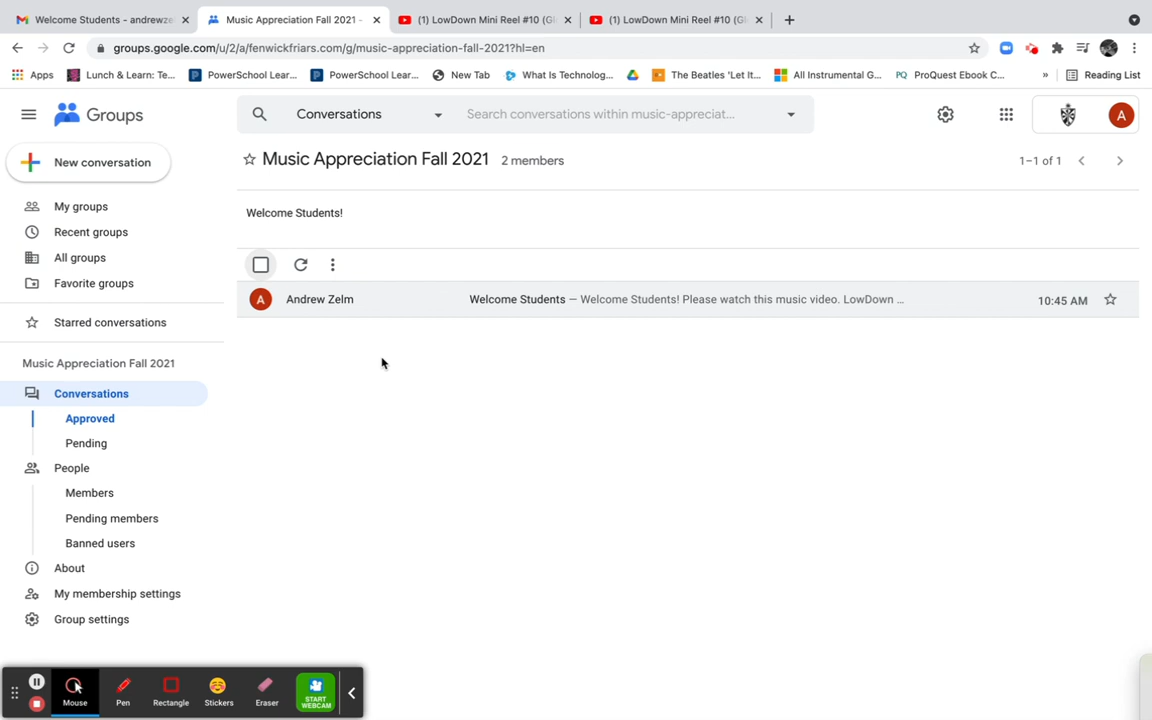 Welcome Students - andrewze
Music Appreciation Fall 2021 -
(1) LowDown Mini Reel #10 (Gl
(1) LowDown Mini Reel #10 (Gl
groups.google.com/u/2/a/fenwickfriars.com/g/music-appreciation-fall-2021?hl=en
Apps
Lunch & Learn: Te...
PowerSchool Lear...
PowerSchool Lear...
New Tab
What Is Technolog...
The Beatles "Let It...
All Instrumental G...
PQ ProQuest Ebook C...
»
Reading List
Groups
Conversations
Search conversations within music-appreciat...
A
New conversation
Music Appreciation Fall 2021 2 members
1–1 of 1
My groups
Recent groups
All groups
Favorite groups
Starred conversations
Welcome Students!
A Andrew Zelm Welcome Students – Welcome Students! Please watch this music video. LowDown ... 10:45 AM
Music Appreciation Fall 2021
Conversations
Approved
Pending
People
Members
Pending members
Banned users
About
My membership settings
Group settings
Mouse
Pen
Rectangle
Stickers
Eraser
START
WEBCAM